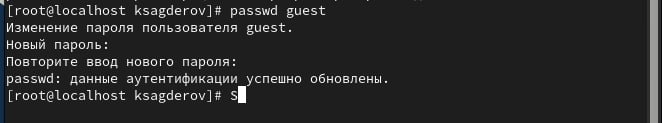 [root@localhost ksagderov]# passwd guest
Изменение пароля пользователя guest.
Новый пароль:
Повторите ввод нового пароля:
passwd: данные аутентификации успешно обновлены.
[root@localhost ksagderov]# S